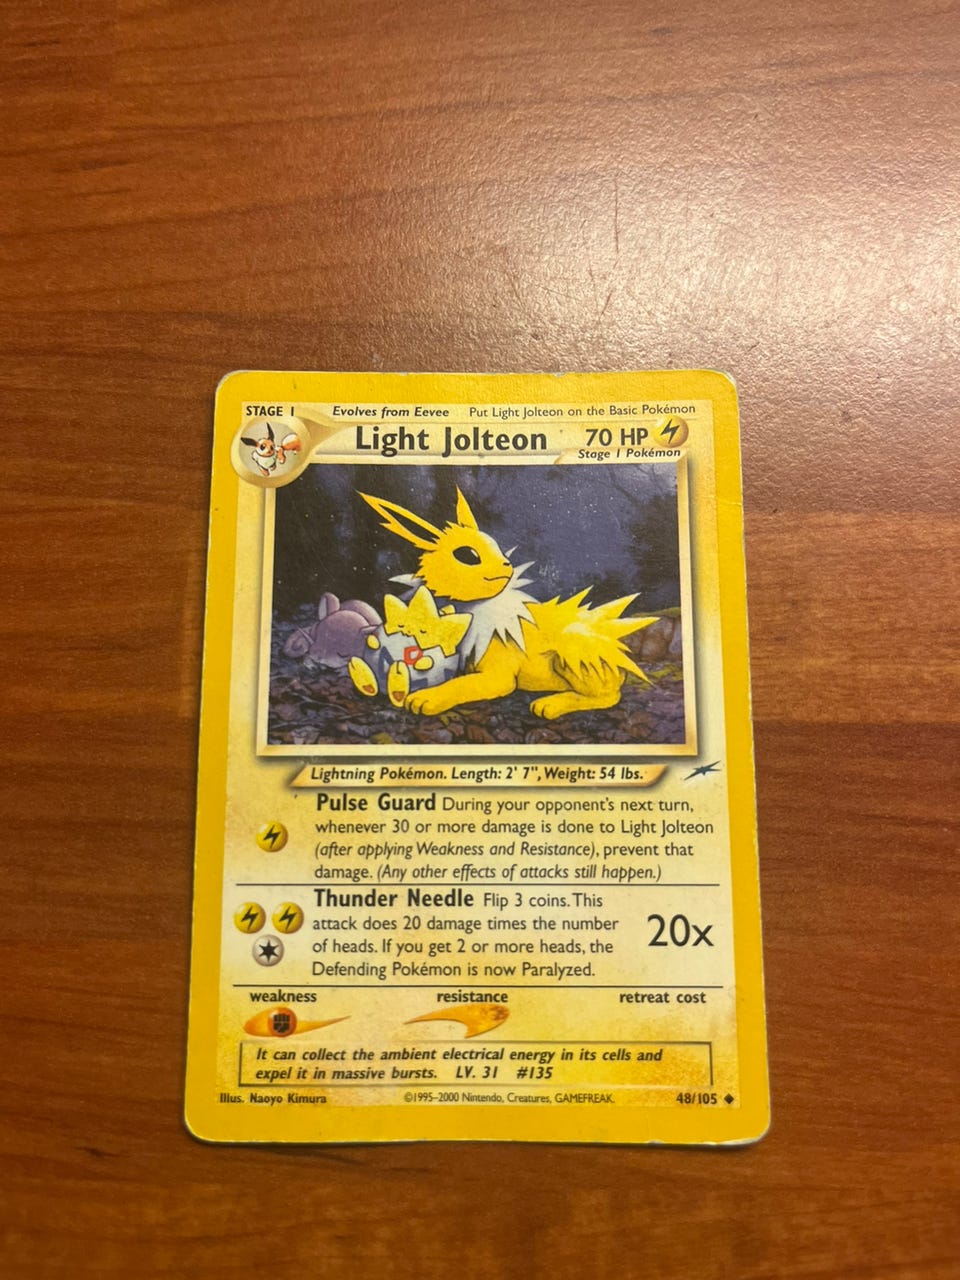 STAGE 1 Evolves from Eevee Put Light Jolteon on the Basic Pokémon
Light Jolteon 70 HP
Stage 1 Pokémon
Lightning Pokémon. Length: 2' 7", Weight: 54 lbs.
Pulse Guard During your opponent's next turn,
whenever 30 or more damage is done to Light Jolteon
(after applying Weakness and Resistance), prevent that
damage. (Any other effects of attacks still happen.)
Thunder Needle Flip 3 coins. This
attack does 20 damage times the number
of heads. If you get 2 or more heads, the
Defending Pokémon is now Paralyzed.
20x
weakness resistance retreat cost
It can collect the ambient electrical energy in its cells and
expel it in massive bursts. LV. 31 #135
Illus. Naoyo Kimura ©1995–2000 Nintendo, Creatures, GAMEFREAK. 48/105